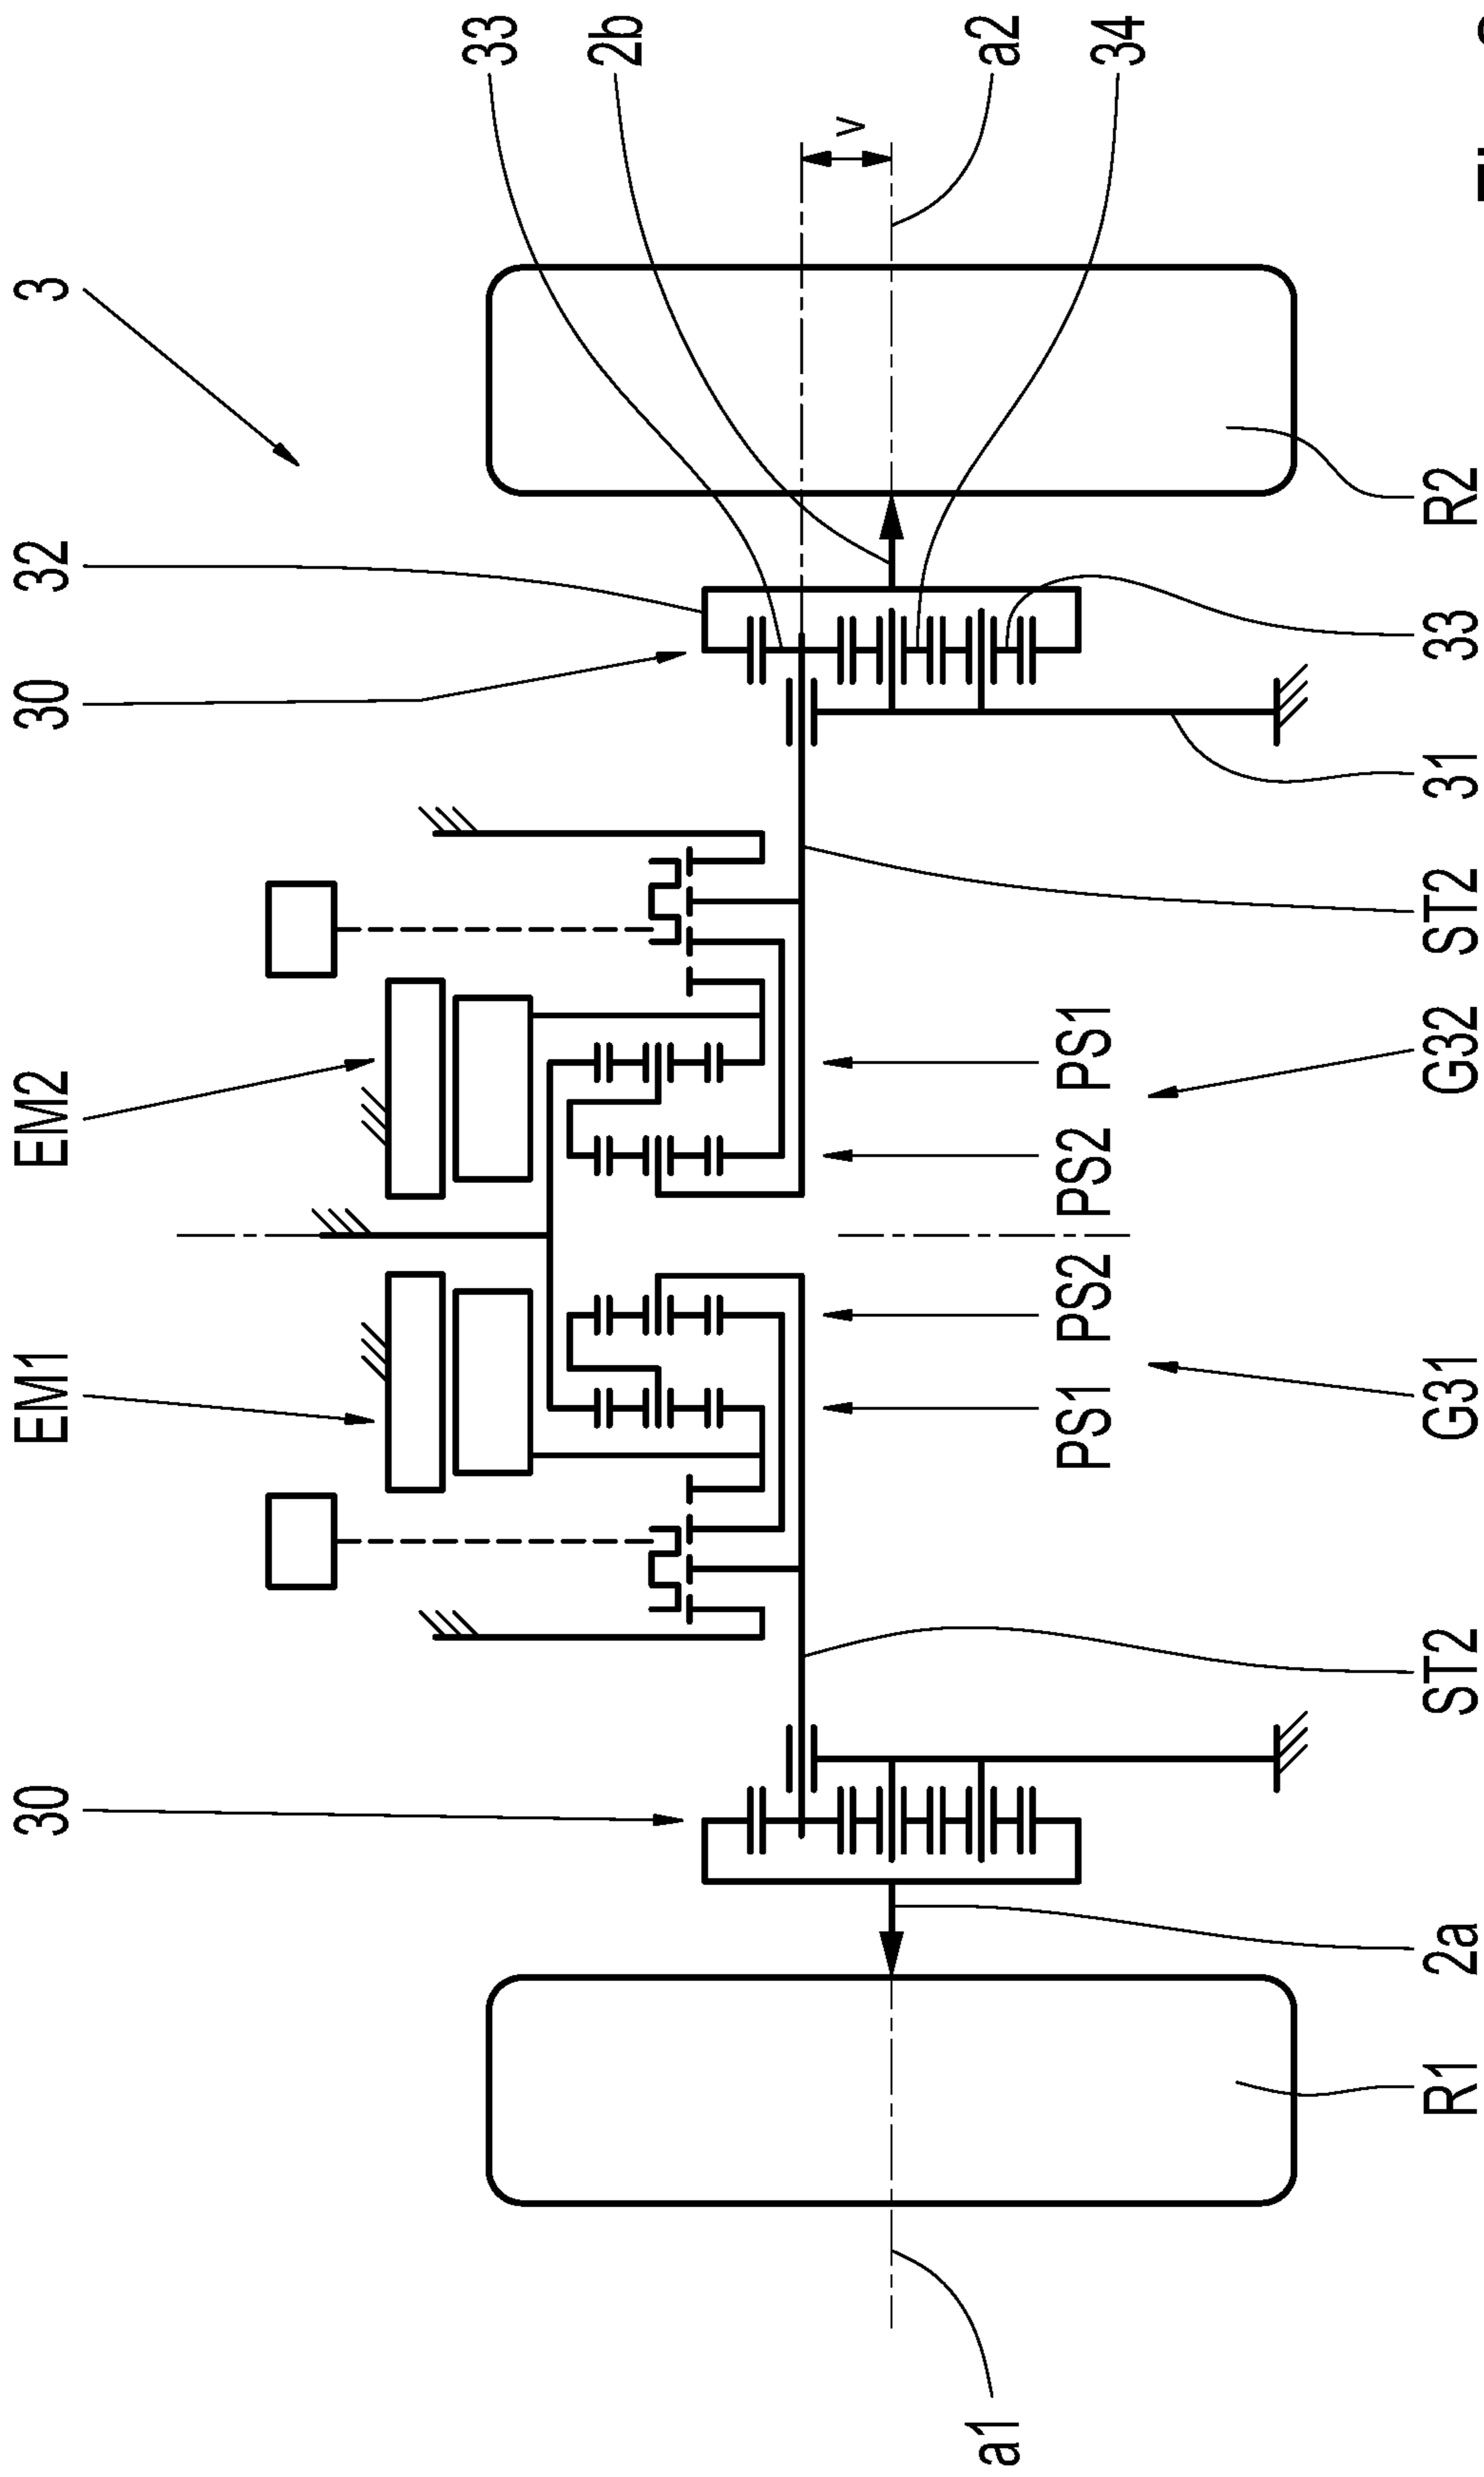 30 EM1 EM2 30 32 3
33
2b
v
a1 a2
PS1 PS2 PS2 PS1 34
R1 2a ST2 G31 G32 ST2 31 33 R2